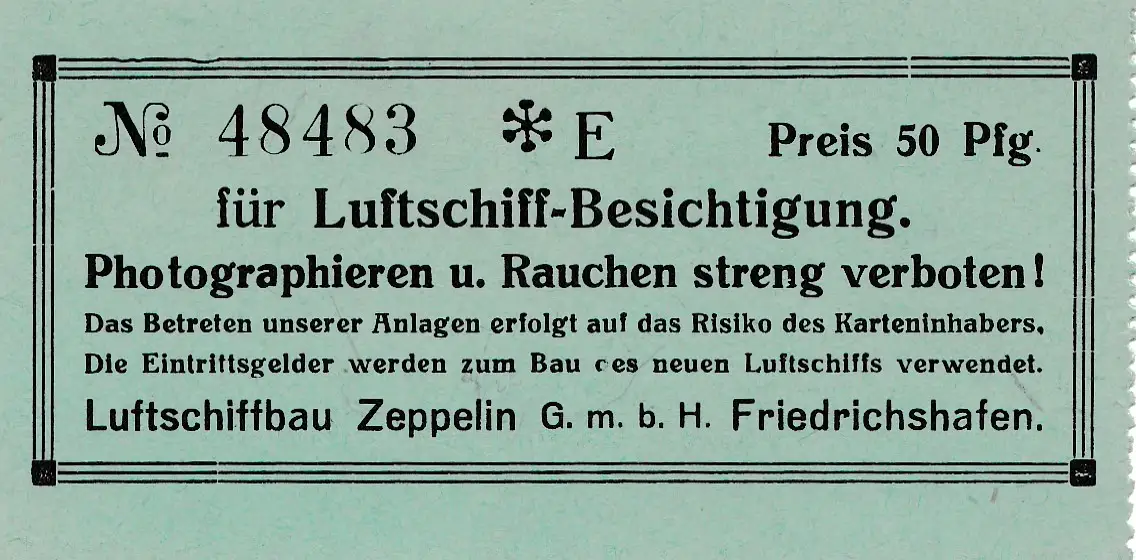 № 48483 * E Preis 50 Pfg.
für Luftschiff-Besichtigung.
Photographieren u. Rauchen streng verboten!
Das Betreten unserer Anlagen erfolgt auf das Risiko des Karteninhabers.
Die Eintrittsgelder werden zum Bau des neuen Luftschiffs verwendet.
Luftschiffbau Zeppelin G. m. b. H. Friedrichshafen.